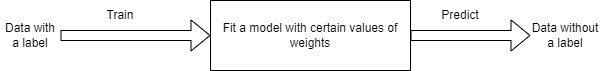 Data with
a label
Train
Fit a model with certain values of
weights
Predict
Data without
a label